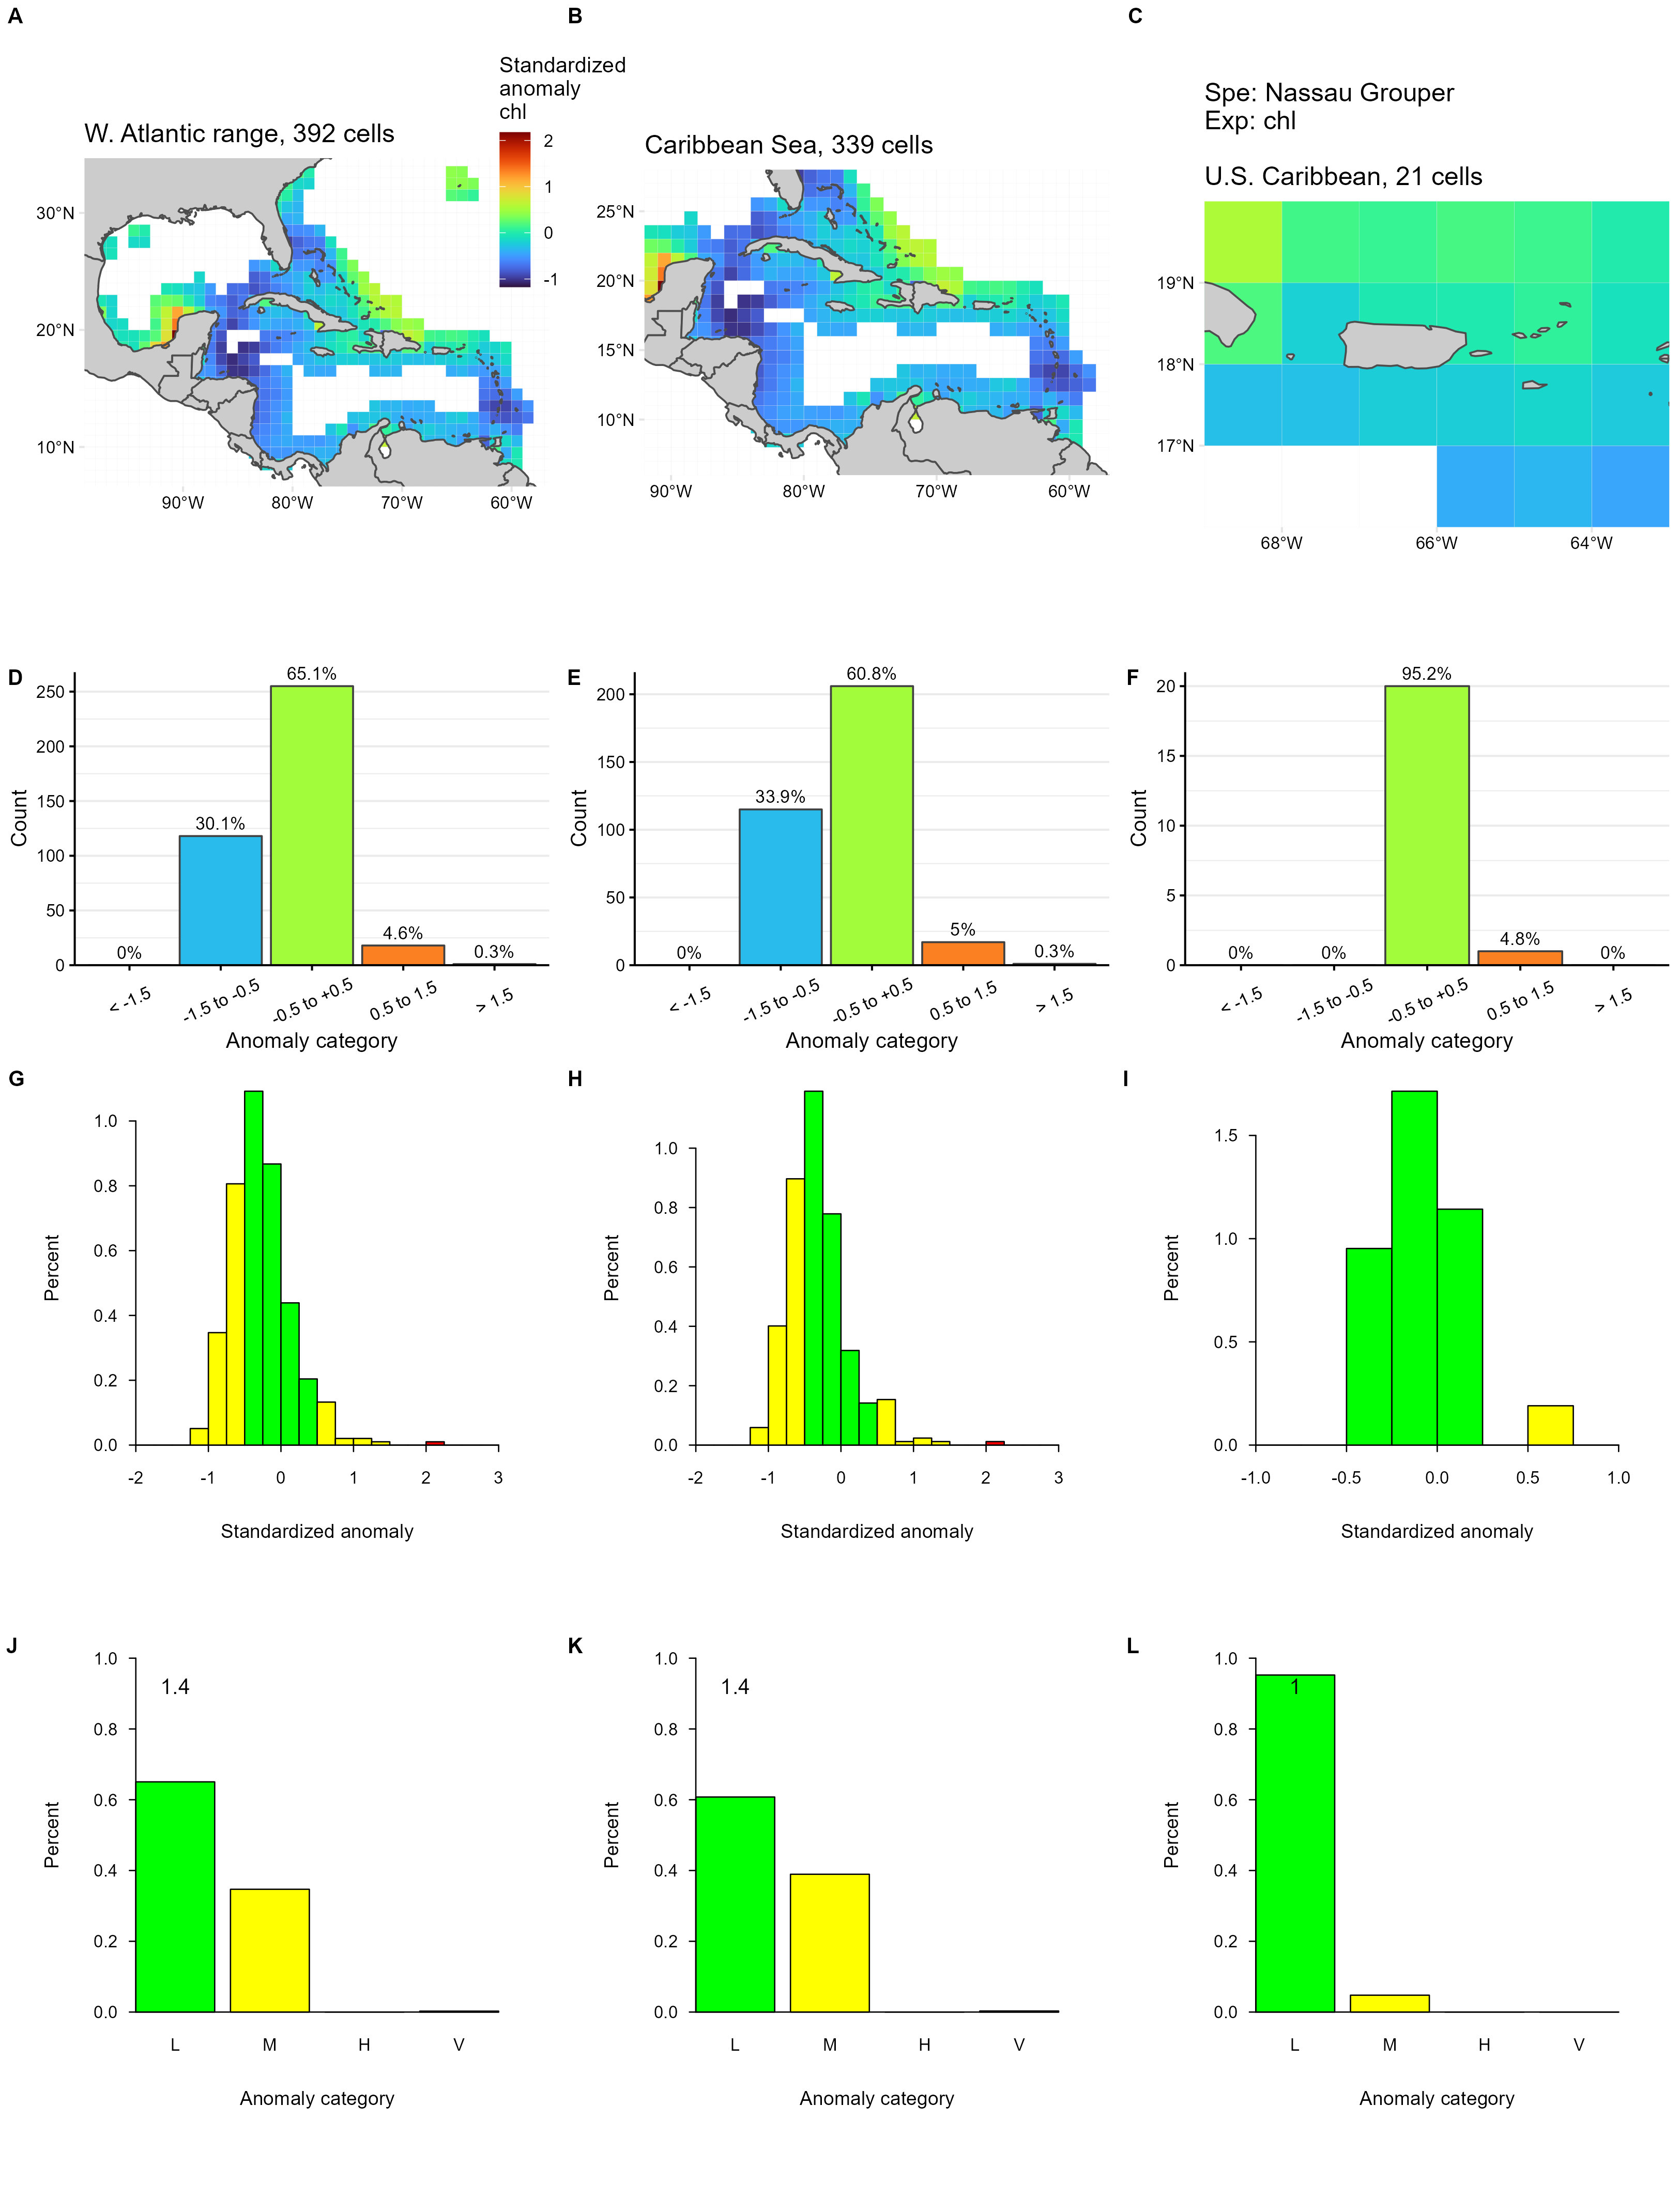 A
B
C
Standardized
anomaly
chl
2
1
0
-1
W. Atlantic range, 392 cells
30°N
20°N
10°N
90°W 80°W 70°W 60°W
Caribbean Sea, 339 cells
25°N
20°N
15°N
10°N
90°W 80°W 70°W 60°W
Spe: Nassau Grouper
Exp: chl
U.S. Caribbean, 21 cells
19°N
18°N
17°N
68°W 66°W 64°W
D
Count
250
200
150
100
50
0
0%
30.1%
65.1%
4.6%
0.3%
< -1.5
-1.5 to -0.5
-0.5 to +0.5
0.5 to 1.5
> 1.5
Anomaly category
E
Count
200
150
100
50
0
0%
33.9%
60.8%
5%
0.3%
< -1.5
-1.5 to -0.5
-0.5 to +0.5
0.5 to 1.5
> 1.5
Anomaly category
F
Count
20
15
10
5
0
0%
0%
95.2%
4.8%
0%
< -1.5
-1.5 to -0.5
-0.5 to +0.5
0.5 to 1.5
> 1.5
Anomaly category
G
Percent
1.0
0.8
0.6
0.4
0.2
0.0
-2 -1 0 1 2 3
Standardized anomaly
H
Percent
1.0
0.8
0.6
0.4
0.2
0.0
-2 -1 0 1 2 3
Standardized anomaly
I
Percent
1.5
1.0
0.5
0.0
-1.0 -0.5 0.0 0.5 1.0
Standardized anomaly
J
Percent
1.0
0.8
0.6
0.4
0.2
0.0
1.4
L M H V
Anomaly category
K
Percent
1.0
0.8
0.6
0.4
0.2
0.0
1.4
L M H V
Anomaly category
L
Percent
1.0
0.8
0.6
0.4
0.2
0.0
1
L M H V
Anomaly category